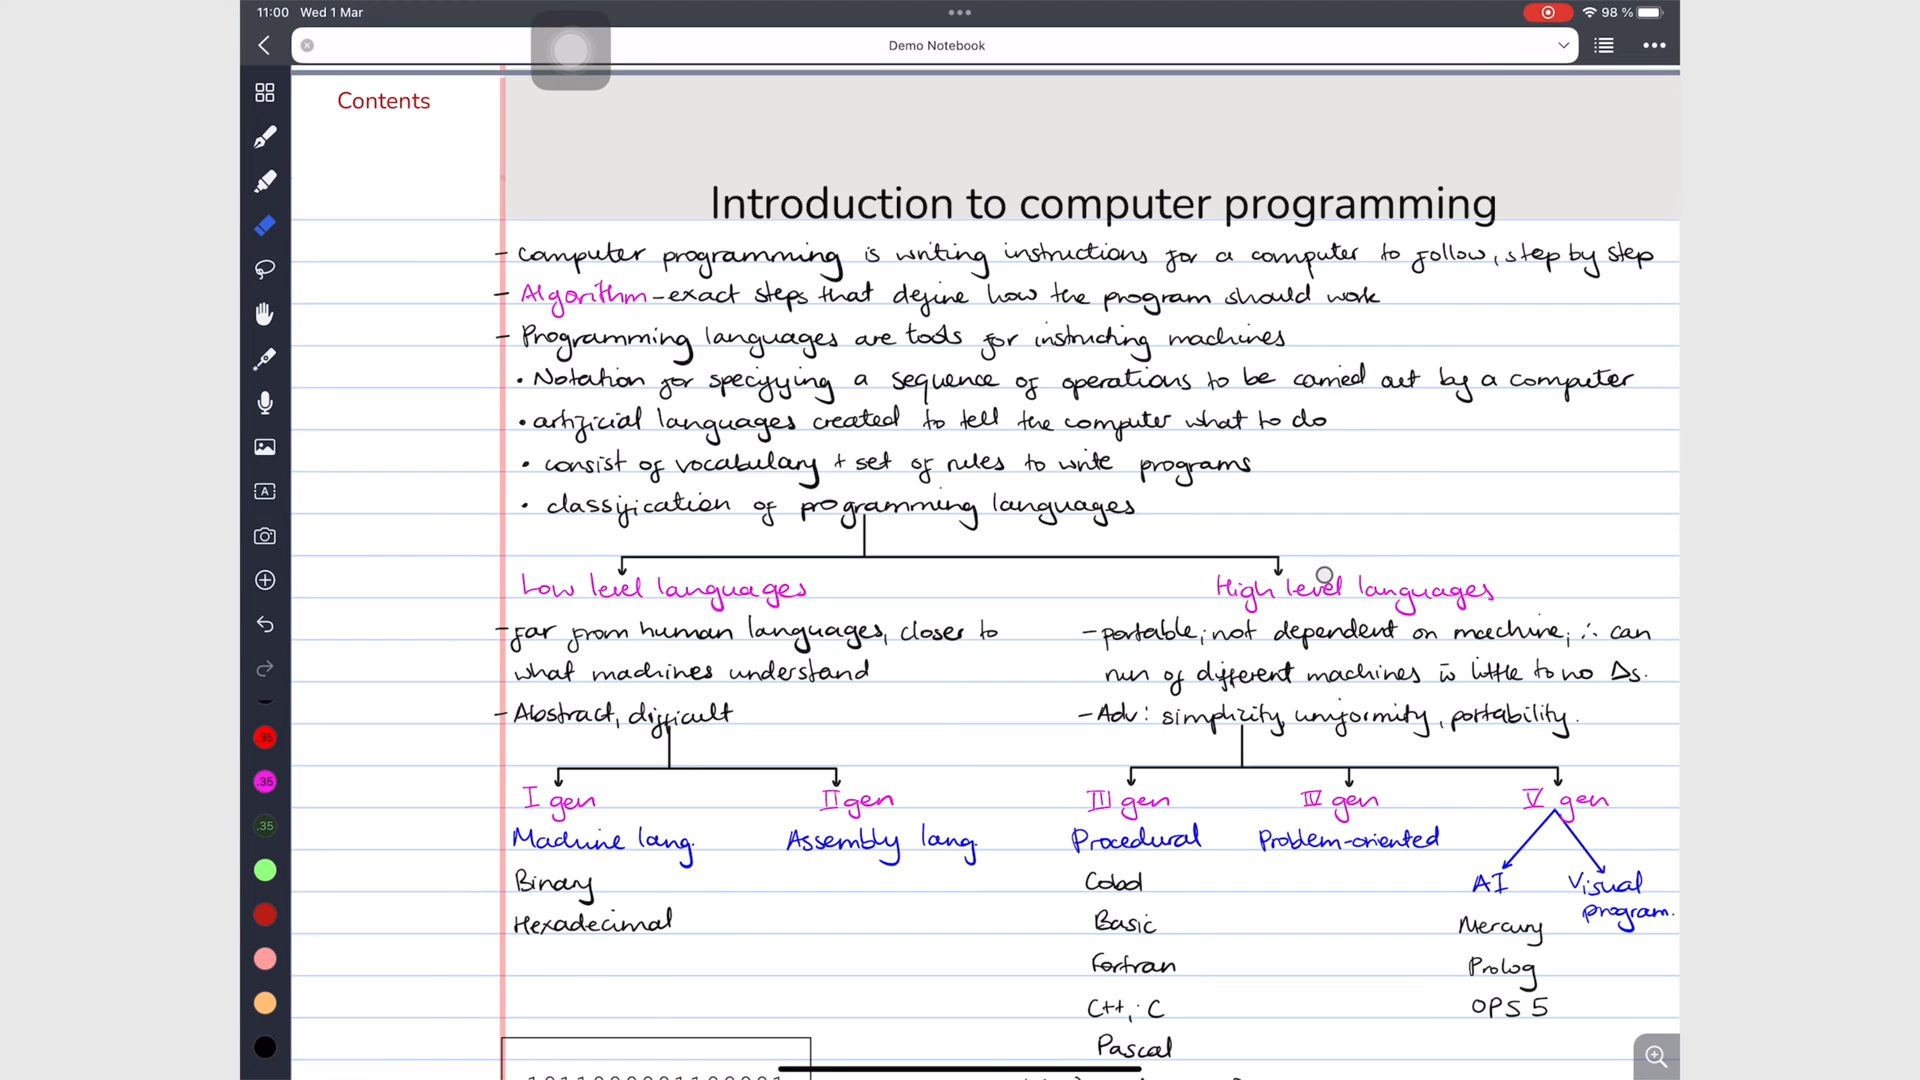 11:00 Wed 1 Mar
98 %
Demo Notebook
Contents
Introduction to computer programming
- Computer programming is writing instructions for a computer to follow, step by step
- Algorithm - exact steps that define how the program should work
- Programming languages are tools for instructing machines
• Notation for specifying a sequence of operations to be carried out by a computer
• artificial languages created to tell the computer what to do
• consist of vocabulary + set of rules to write programs
• classification of programming languages
Low level languages
High level languages
- far from human languages, closer to
what machines understand
- Abstract, difficult
- portable; not dependent on machine; ∴ can
run of different machines w̄ little to no Δs.
- Adv: simplicity, uniformity, portability.
I gen
II gen
III gen
IV gen
V gen
Machine lang.
Assembly lang.
Procedural
Problem-oriented
AI
Visual
program.
Binary
Hexadecimal
Cobol
Basic
Fortran
C++, C
Pascal
Mercury
Prolog
OPS 5
.35
.35
.35